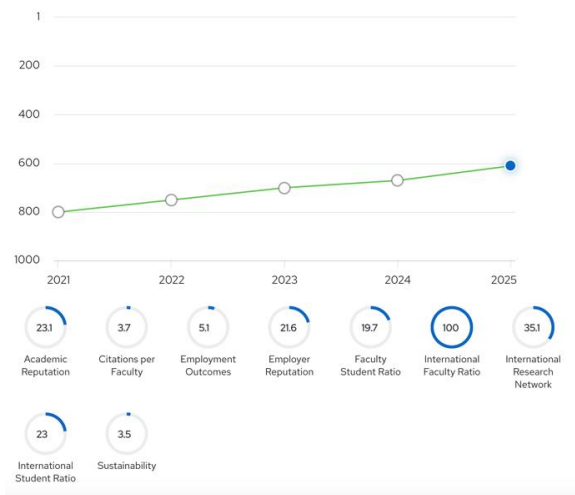 1
200
400
600
800
1000
2021 2022 2023 2024 2025
23.1 3.7 5.1 21.6 19.7 100 35.1
Academic Reputation
Citations per Faculty
Employment Outcomes
Employer Reputation
Faculty Student Ratio
International Faculty Ratio
International Research Network
23 3.5
International Student Ratio
Sustainability